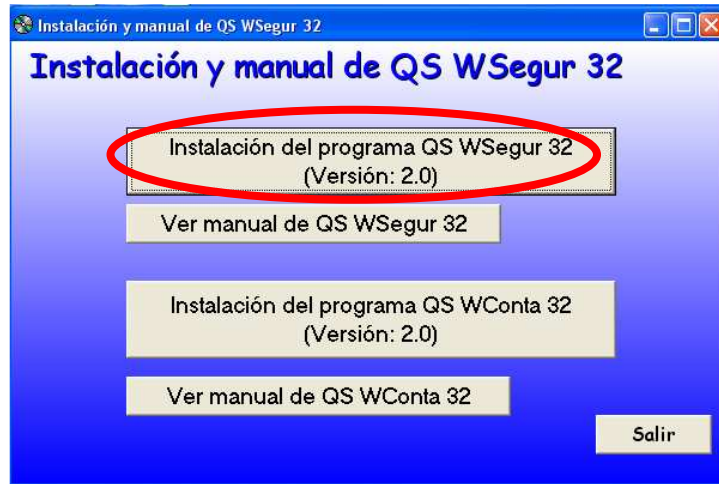 Instalación y manual de QS WSegur 32
Instalación y manual de QS WSegur 32
Instalación del programa QS WSegur 32
(Versión: 2.0)
Ver manual de QS WSegur 32
Instalación del programa QS WConta 32
(Versión: 2.0)
Ver manual de QS WConta 32
Salir